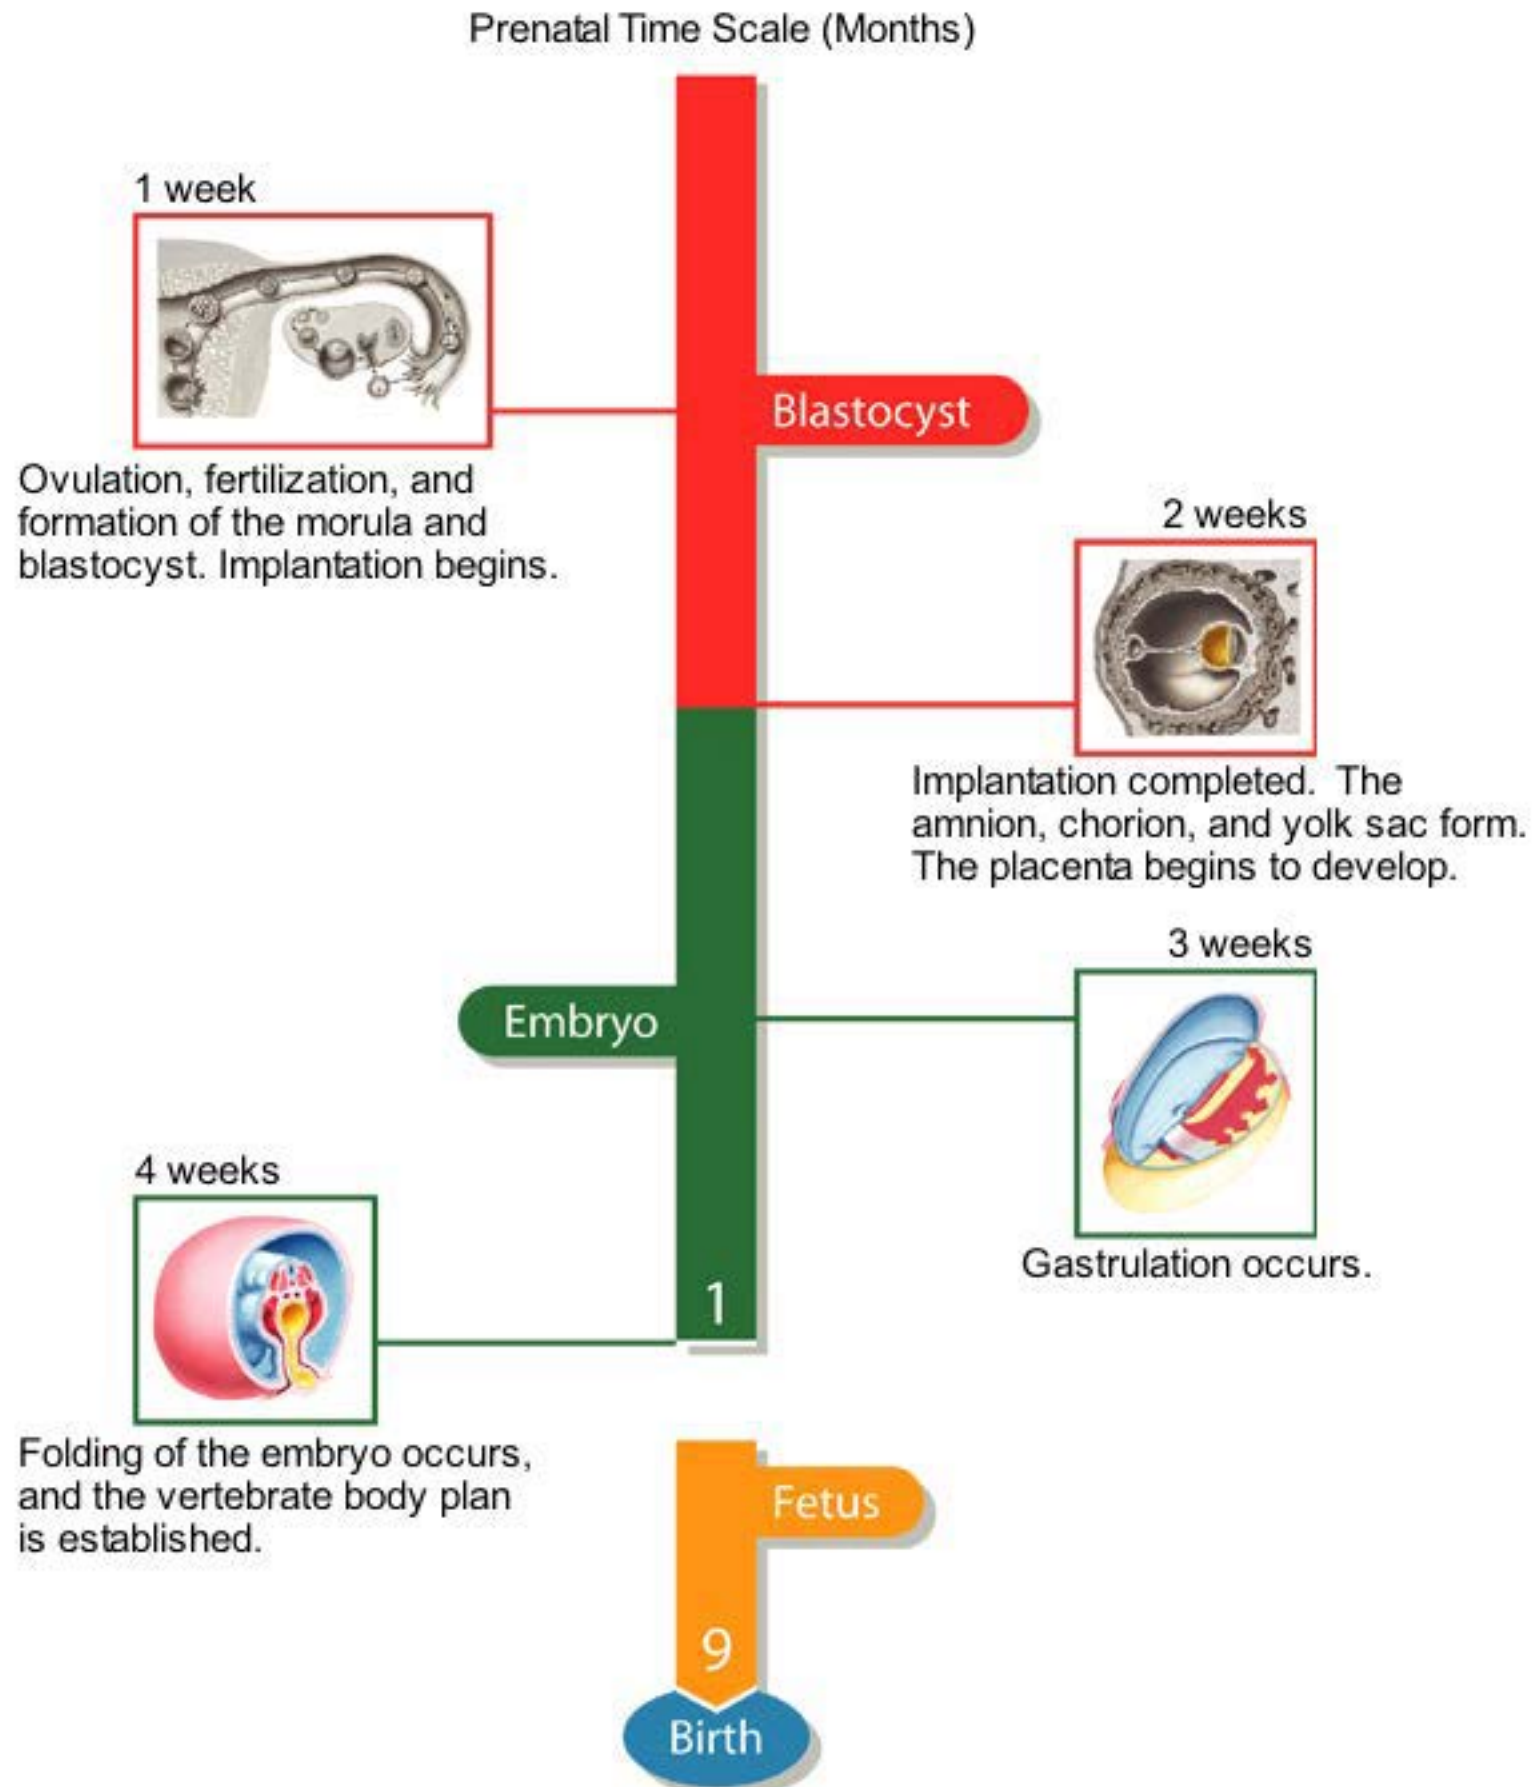 Prenatal Time Scale (Months)
1 week
Ovulation, fertilization, and
formation of the morula and
blastocyst. Implantation begins.
Blastocyst
2 weeks
Implantation completed. The
amnion, chorion, and yolk sac form.
The placenta begins to develop.
3 weeks
Gastrulation occurs.
Embryo
4 weeks
Folding of the embryo occurs,
and the vertebrate body plan
is established.
1
Fetus
9
Birth